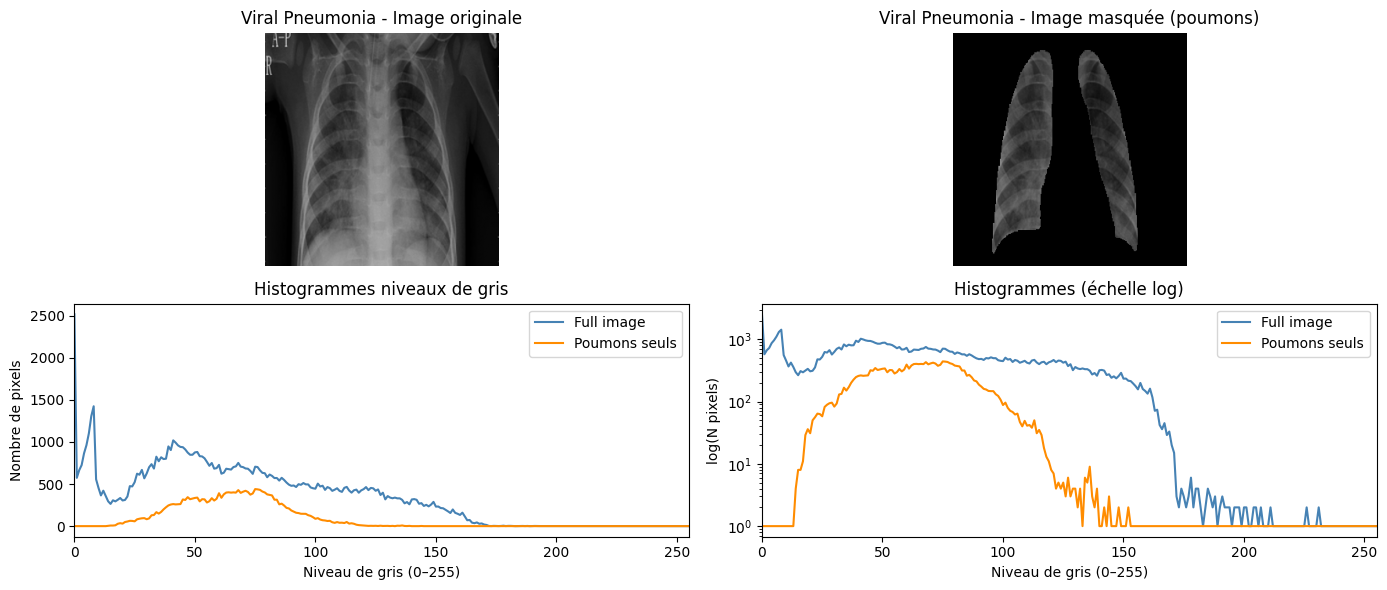 Viral Pneumonia - Image originale
A-P
R
Viral Pneumonia - Image masquée (poumons)
Histogrammes niveaux de gris
Nombre de pixels
2500
2000
1500
1000
500
0
Full image
Poumons seuls
0
50
100
150
200
250
Niveau de gris (0–255)
Histogrammes (échelle log)
log(N pixels)
10³
10²
10¹
10⁰
Full image
Poumons seuls
0
50
100
150
200
250
Niveau de gris (0–255)